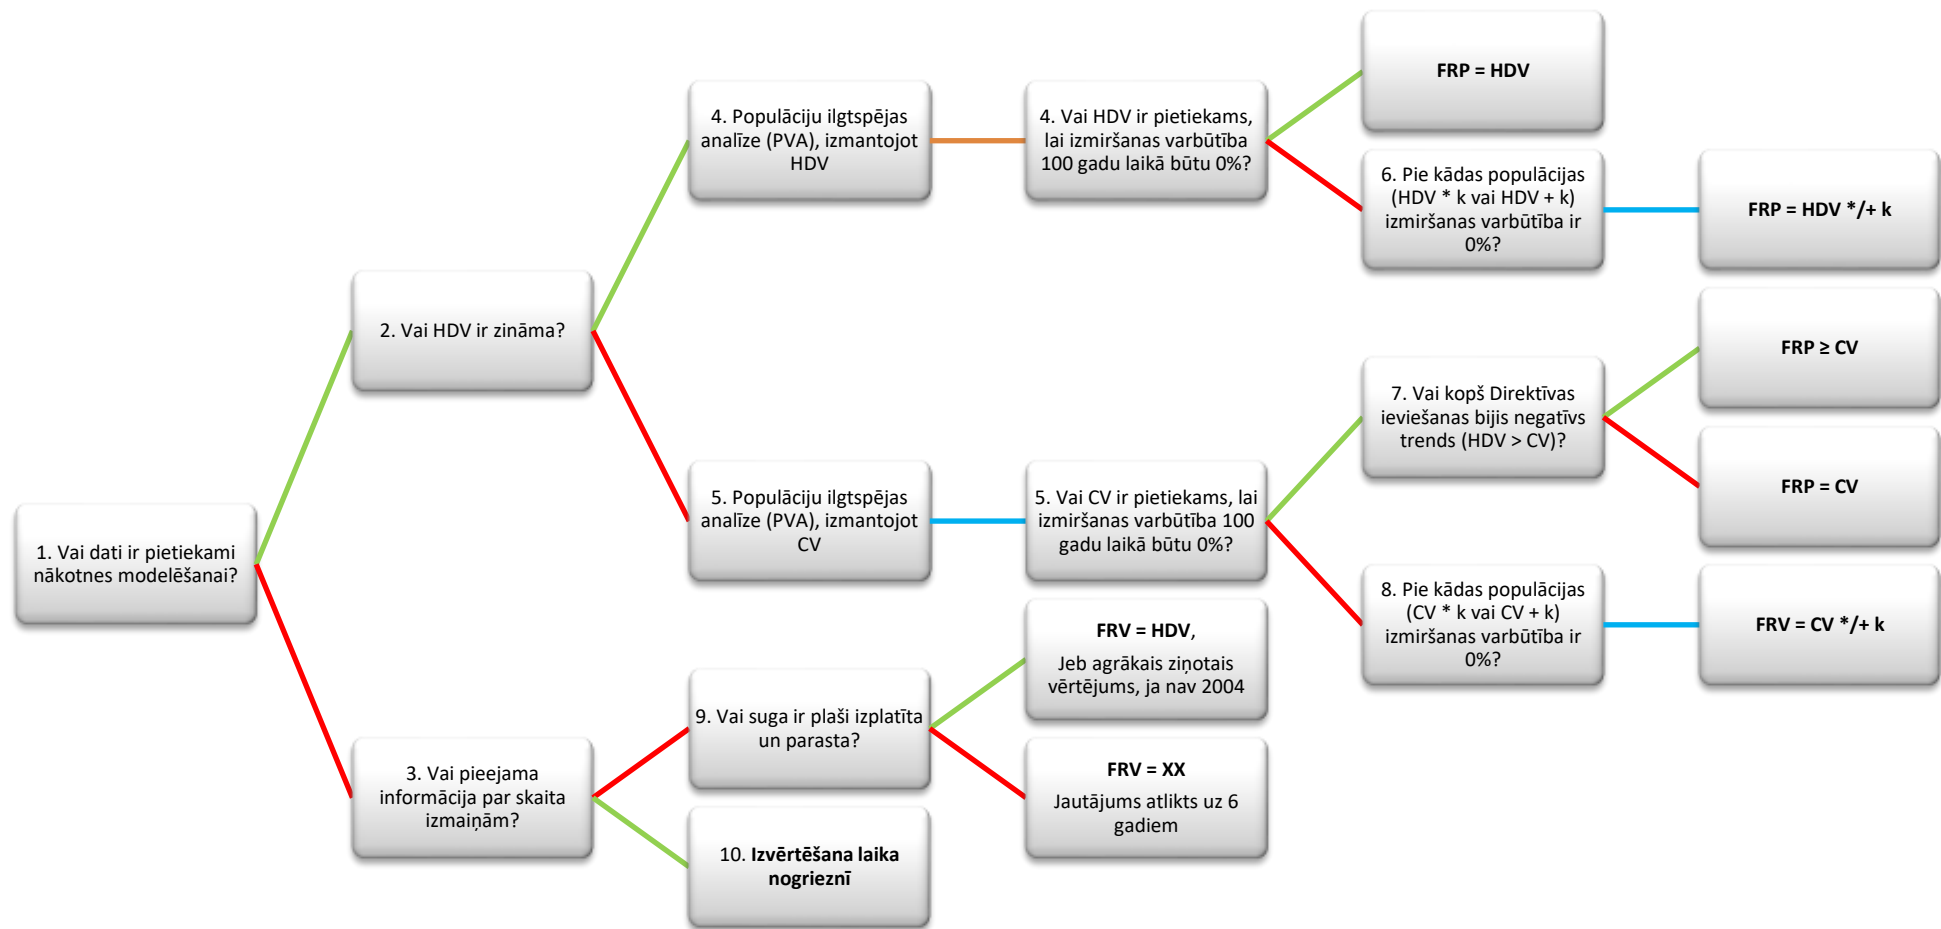 1. Vai dati ir pietiekami
nākotnes modelēšanai?
2. Vai HDV ir zināma?
3. Vai pieejama
informācija par skaita
izmaiņām?
4. Populāciju ilgtspējas
analīze (PVA), izmantojot
HDV
5. Populāciju ilgtspējas
analīze (PVA), izmantojot
CV
9. Vai suga ir plaši izplatīta
un parasta?
10. Izvērtēšana laika
nogrieznī
4. Vai HDV ir pietiekams,
lai izmiršanas varbūtība
100 gadu laikā būtu 0%?
5. Vai CV ir pietiekams, lai
izmiršanas varbūtība 100
gadu laikā būtu 0%?
FRV = HDV,
Jeb agrākais ziņotais
vērtējums, ja nav 2004
FRV = XX
Jautājums atlikts uz 6
gadiem
FRP = HDV
6. Pie kādas populācijas
(HDV * k vai HDV + k)
izmiršanas varbūtība ir
0%?
7. Vai kopš Direktīvas
ieviešanas bijis negatīvs
trends (HDV > CV)?
8. Pie kādas populācijas
(CV * k vai CV + k)
izmiršanas varbūtība ir
0%?
FRP = HDV */+ k
FRP ≥ CV
FRP = CV
FRV = CV */+ k